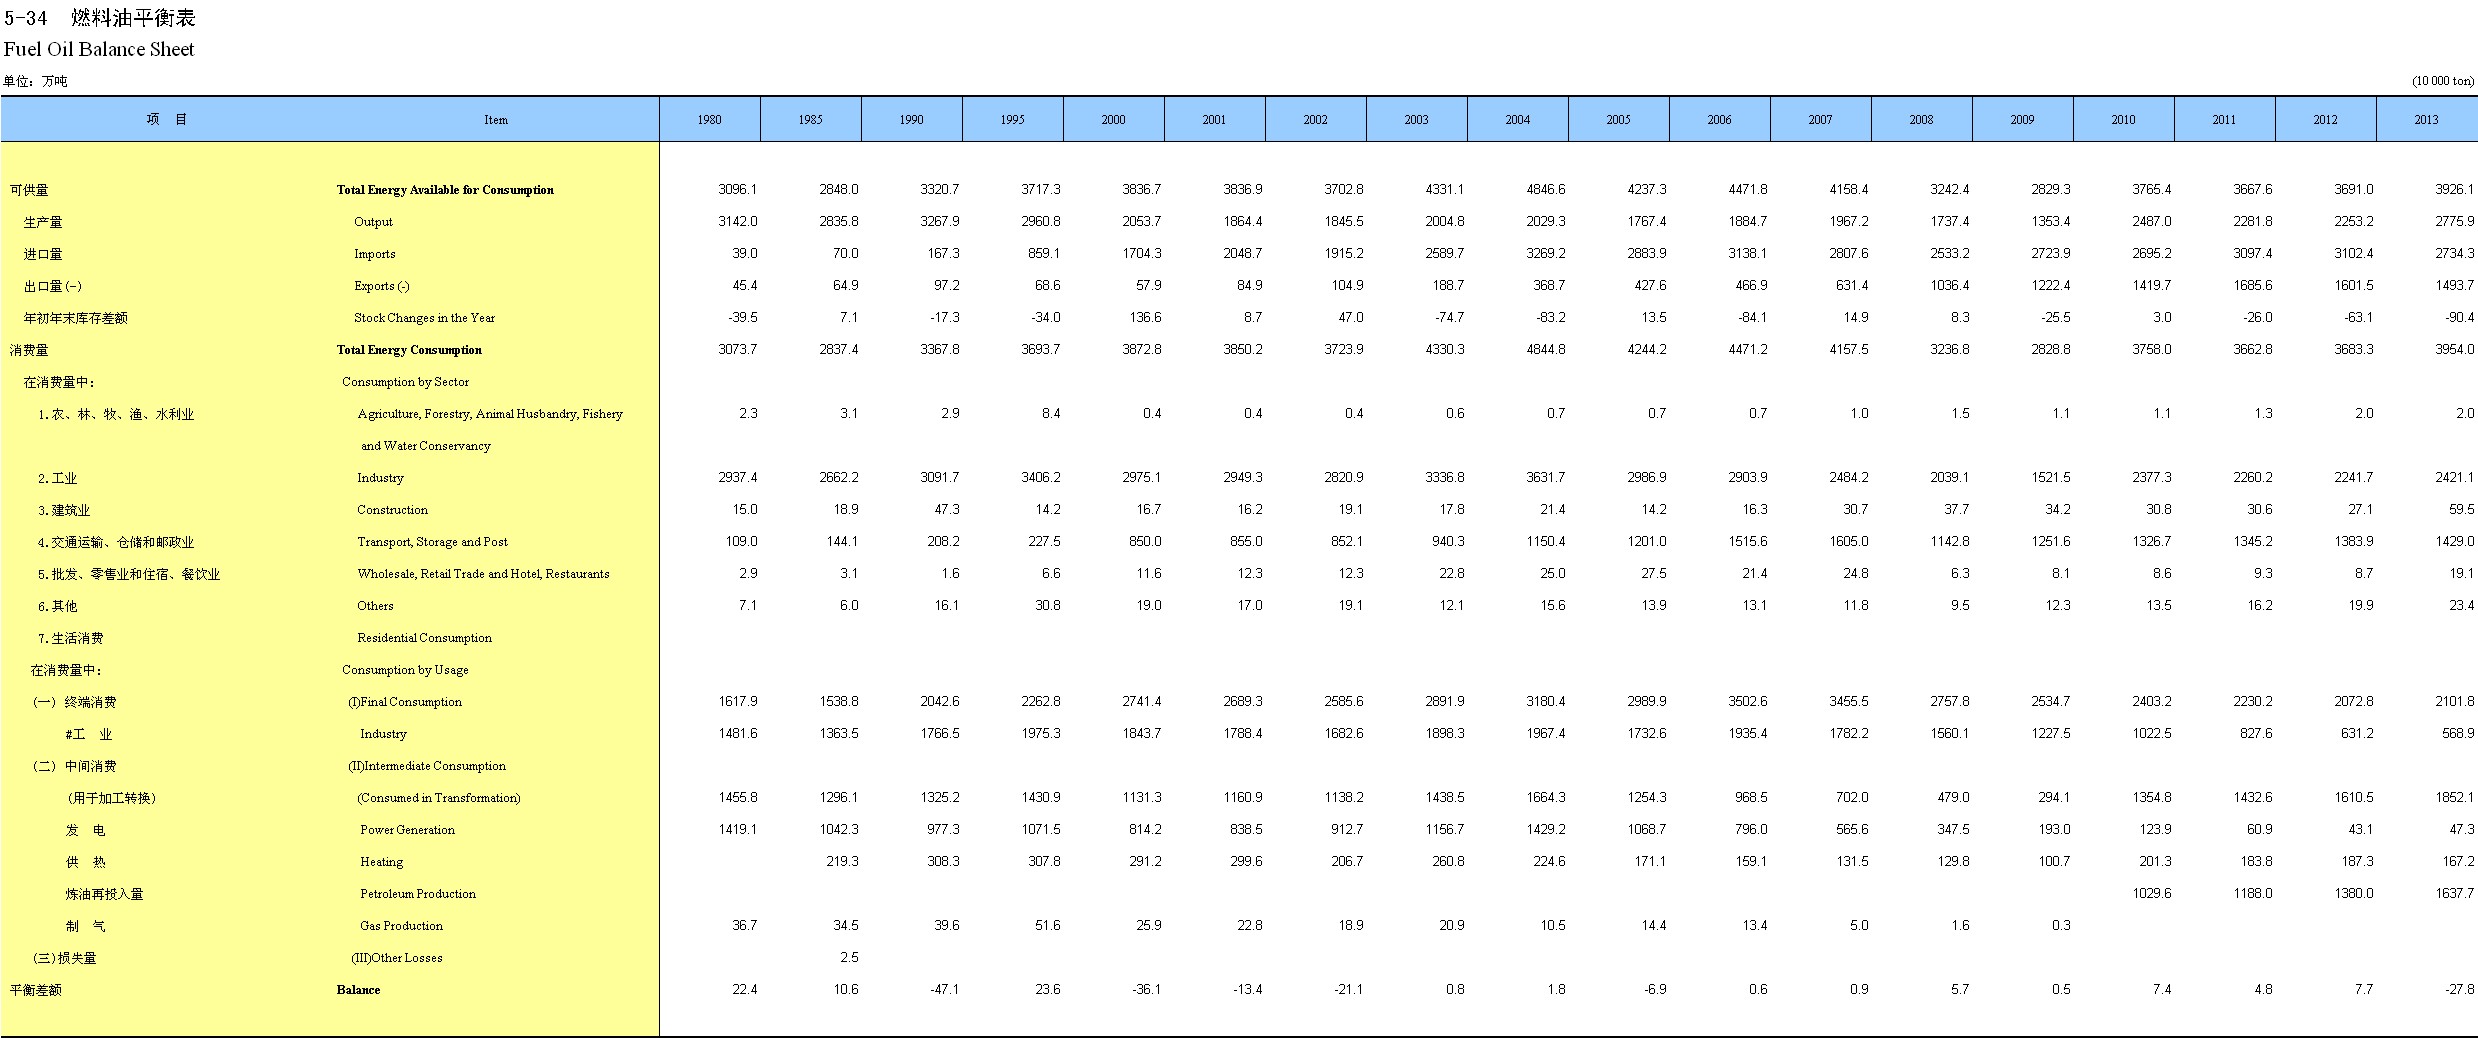 5-34 燃料油平衡表
Fuel Oil Balance Sheet
单位：万吨 (10 000 ton)
项 目 Item 1980 1985 1990 1995 2000 2001 2002 2003 2004 2005 2006 2007 2008 2009 2010 2011 2012 2013
可供量 Total Energy Available for Consumption 3096.1 2848.0 3320.7 3717.3 3836.7 3836.9 3702.8 4331.1 4846.6 4237.3 4471.8 4158.4 3242.4 2829.3 3765.4 3667.6 3691.0 3926.1
生产量 Output 3142.0 2835.8 3267.9 2960.8 2053.7 1864.4 1845.5 2004.8 2029.3 1767.4 1884.7 1967.2 1737.4 1353.4 2487.0 2281.8 2253.2 2775.9
进口量 Imports 39.0 70.0 167.3 859.1 1704.3 2048.7 1915.2 2589.7 3269.2 2883.9 3138.1 2807.6 2533.2 2723.9 2695.2 3097.4 3102.4 2734.3
出口量(-) Exports (-) 45.4 64.9 97.2 68.6 57.9 84.9 104.9 188.7 368.7 427.6 466.9 631.4 1036.4 1222.4 1419.7 1685.6 1601.5 1493.7
年初年末库存差额 Stock Changes in the Year -39.5 7.1 -17.3 -34.0 136.6 8.7 47.0 -74.7 -83.2 13.5 -84.1 14.9 8.3 -25.5 3.0 -26.0 -63.1 -90.4
消费量 Total Energy Consumption 3073.7 2837.4 3367.8 3693.7 3872.8 3850.2 3723.9 4330.3 4844.8 4244.2 4471.2 4157.5 3236.8 2828.8 3758.0 3662.8 3683.3 3954.0
在消费量中： Consumption by Sector
1.农、林、牧、渔、水利业 Agriculture, Forestry, Animal Husbandry, Fishery 2.3 3.1 2.9 8.4 0.4 0.4 0.4 0.6 0.7 0.7 0.7 1.0 1.5 1.1 1.1 1.3 2.0 2.0
and Water Conservancy
2.工业 Industry 2937.4 2662.2 3091.7 3406.2 2975.1 2949.3 2820.9 3336.8 3631.7 2986.9 2903.9 2484.2 2039.1 1521.5 2377.3 2260.2 2241.7 2421.1
3.建筑业 Construction 15.0 18.9 47.3 14.2 16.7 16.2 19.1 17.8 21.4 14.2 16.3 30.7 37.7 34.2 30.8 30.6 27.1 59.5
4.交通运输、仓储和邮政业 Transport, Storage and Post 109.0 144.1 208.2 227.5 850.0 855.0 852.1 940.3 1150.4 1201.0 1515.6 1605.0 1142.8 1251.6 1326.7 1345.2 1383.9 1429.0
5.批发、零售业和住宿、餐饮业 Wholesale, Retail Trade and Hotel, Restaurants 2.9 3.1 1.6 6.6 11.6 12.3 12.3 22.8 25.0 27.5 21.4 24.8 6.3 8.1 8.6 9.3 8.7 19.1
6.其他 Others 7.1 6.0 16.1 30.8 19.0 17.0 19.1 12.1 15.6 13.9 13.1 11.8 9.5 12.3 13.5 16.2 19.9 23.4
7.生活消费 Residential Consumption
在消费量中： Consumption by Usage
(一) 终端消费 (I)Final Consumption 1617.9 1538.8 2042.6 2262.8 2741.4 2689.3 2585.6 2891.9 3180.4 2989.9 3502.6 3455.5 2757.8 2534.7 2403.2 2230.2 2072.8 2101.8
#工 业 Industry 1481.6 1363.5 1766.5 1975.3 1843.7 1788.4 1682.6 1898.3 1967.4 1732.6 1935.4 1782.2 1560.1 1227.5 1022.5 827.6 631.2 568.9
(二) 中间消费 (II)Intermediate Consumption
(用于加工转换) (Consumed in Transformation) 1455.8 1296.1 1325.2 1430.9 1131.3 1160.9 1138.2 1438.5 1664.3 1254.3 968.5 702.0 479.0 294.1 1354.8 1432.6 1610.5 1852.1
发 电 Power Generation 1419.1 1042.3 977.3 1071.5 814.2 838.5 912.7 1156.7 1429.2 1068.7 796.0 565.6 347.5 193.0 123.9 60.9 43.1 47.3
供 热 Heating 219.3 308.3 307.8 291.2 299.6 206.7 260.8 224.6 171.1 159.1 131.5 129.8 100.7 201.3 183.8 187.3 167.2
炼油再投入量 Petroleum Production 1029.6 1188.0 1380.0 1637.7
制 气 Gas Production 36.7 34.5 39.6 51.6 25.9 22.8 18.9 20.9 10.5 14.4 13.4 5.0 1.6 0.3
(三)损失量 (III)Other Losses 2.5
平衡差额 Balance 22.4 10.6 -47.1 23.6 -36.1 -13.4 -21.1 0.8 1.8 -6.9 0.6 0.9 5.7 0.5 7.4 4.8 7.7 -27.8